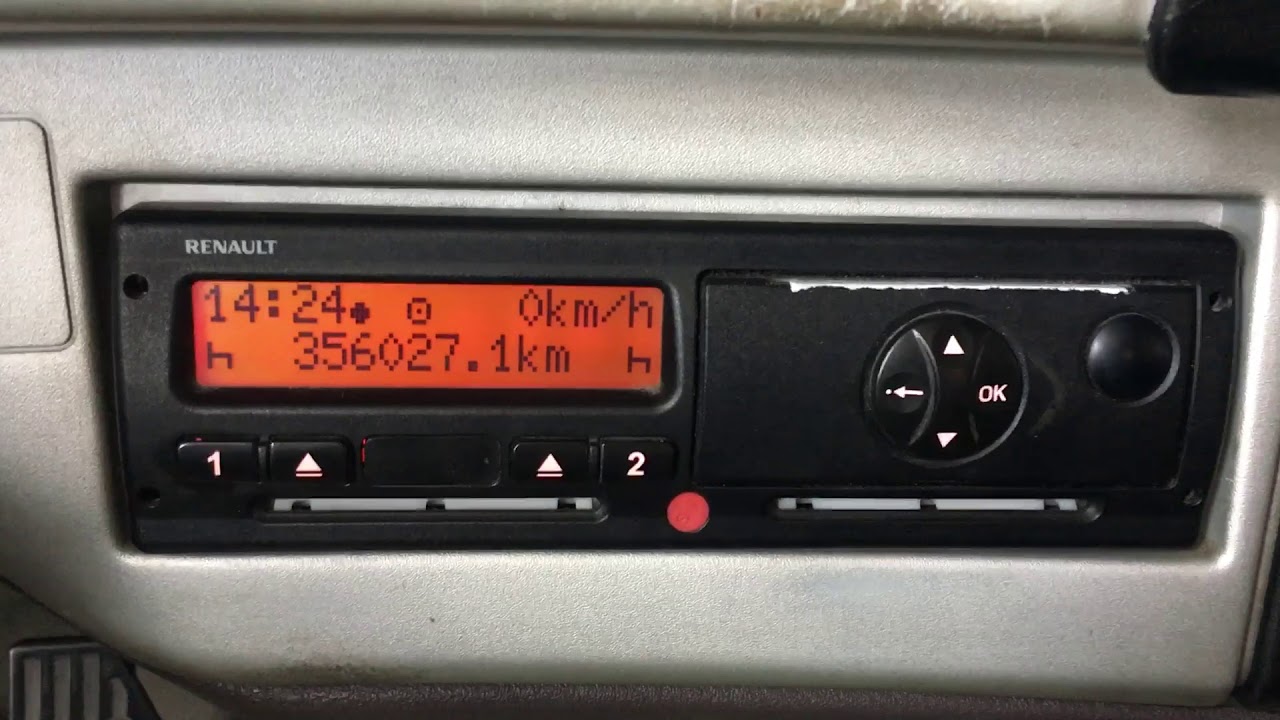 RENAULT
14:24 0km/h
356027.1km
1 2
OK